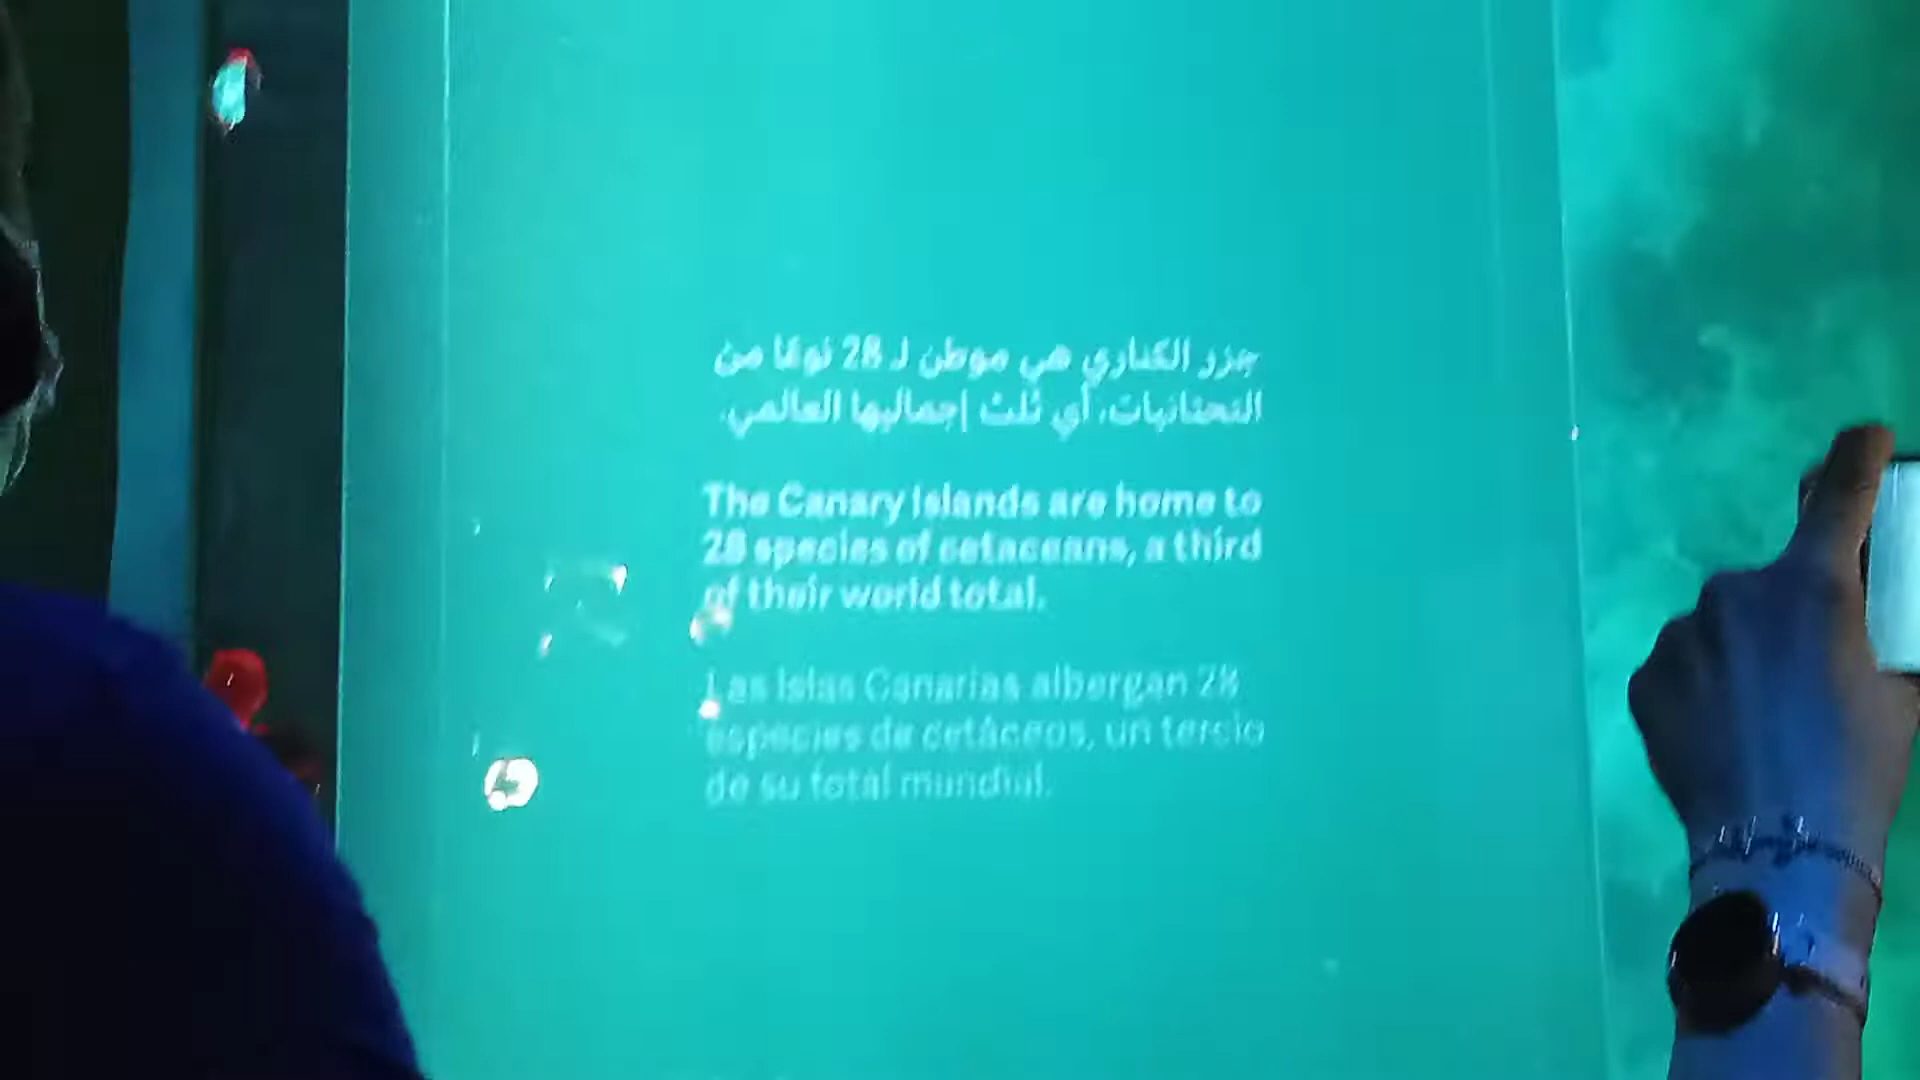 جزر الكناري هي موطن لـ 28 نوعًا من
التحتانيات، أي ثلث إجماليها العالمي.
The Canary Islands are home to
28 species of cetaceans, a third
of their world total.
Las Islas Canarias albergan 28
especies de cetáceos, un tercio
de su total mundial.